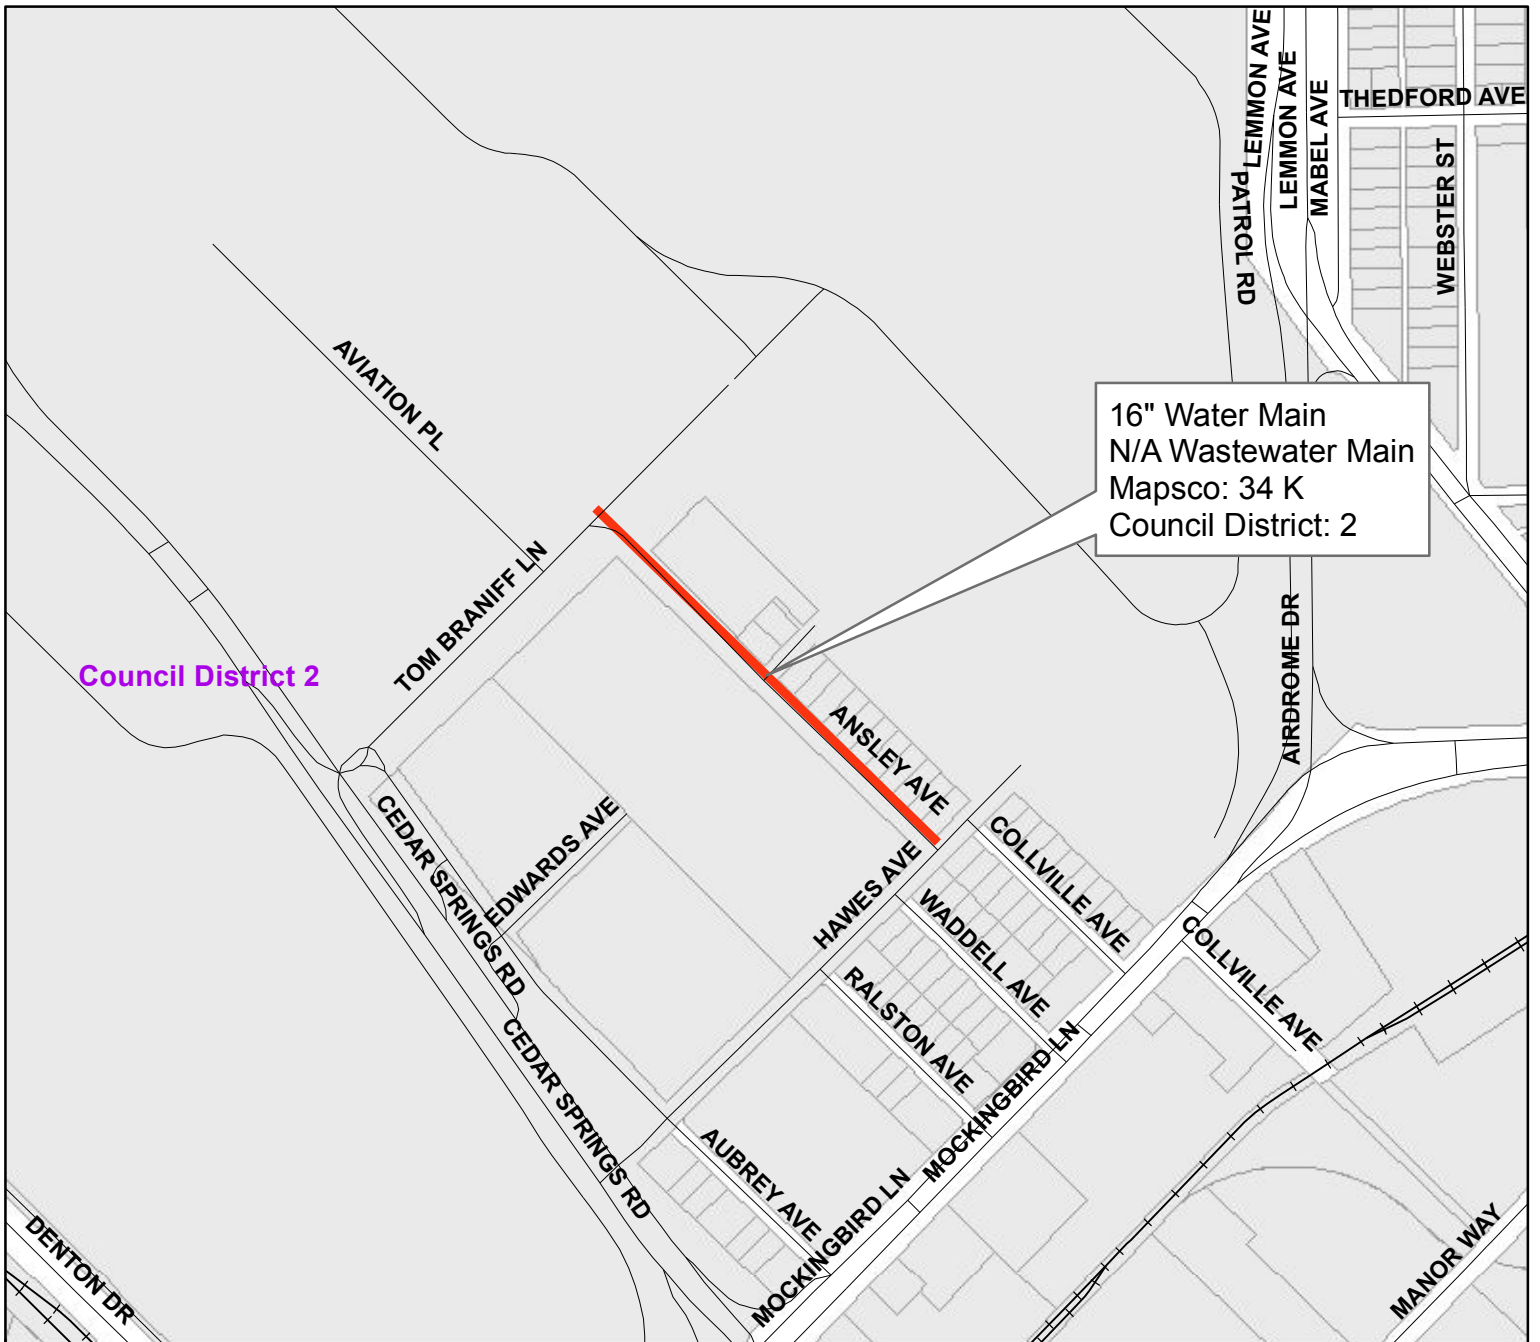 LEMMON AVE
LEMMON AVE
MABEL AVE
THEDFORD AVE
WEBSTER ST
PATROL RD
AVIATION PL
16" Water Main
N/A Wastewater Main
Mapsco: 34 K
Council District: 2
TOM BRANIFF LN
Council District 2
AIRDROME DR
ANSLEY AVE
CEDAR SPRINGS RD
EDWARDS AVE
HAWES AVE
COLLVILLE AVE
WADDELL AVE
COLLVILLE AVE
RALSTON AVE
CEDAR SPRINGS RD
MOCKINGBIRD LN
AUBREY AVE
MOCKINGBIRD LN
DENTON DR
MANOR WAY